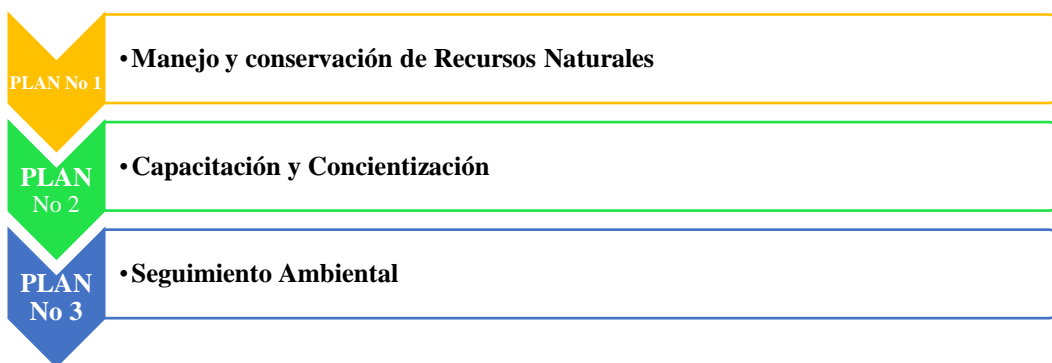 PLAN No 1
•Manejo y conservación de Recursos Naturales
PLAN
No 2
•Capacitación y Concientización
PLAN
No 3
•Seguimiento Ambiental